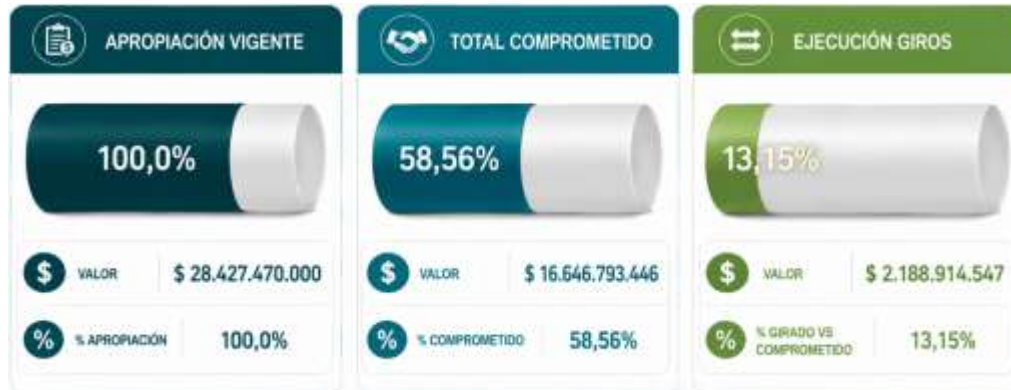 APROPIACIÓN VIGENTE
100,0%
$ VALOR $ 28.427.470.000
% % APROPIACIÓN 100,0%
TOTAL COMPROMETIDO
58,56%
$ VALOR $ 16.646.793.446
% % COMPROMETIDO 58,56%
EJECUCIÓN GIROS
13,15%
$ VALOR $ 2.188.914.547
% % GIRADO VS
COMPROMETIDO 13,15%